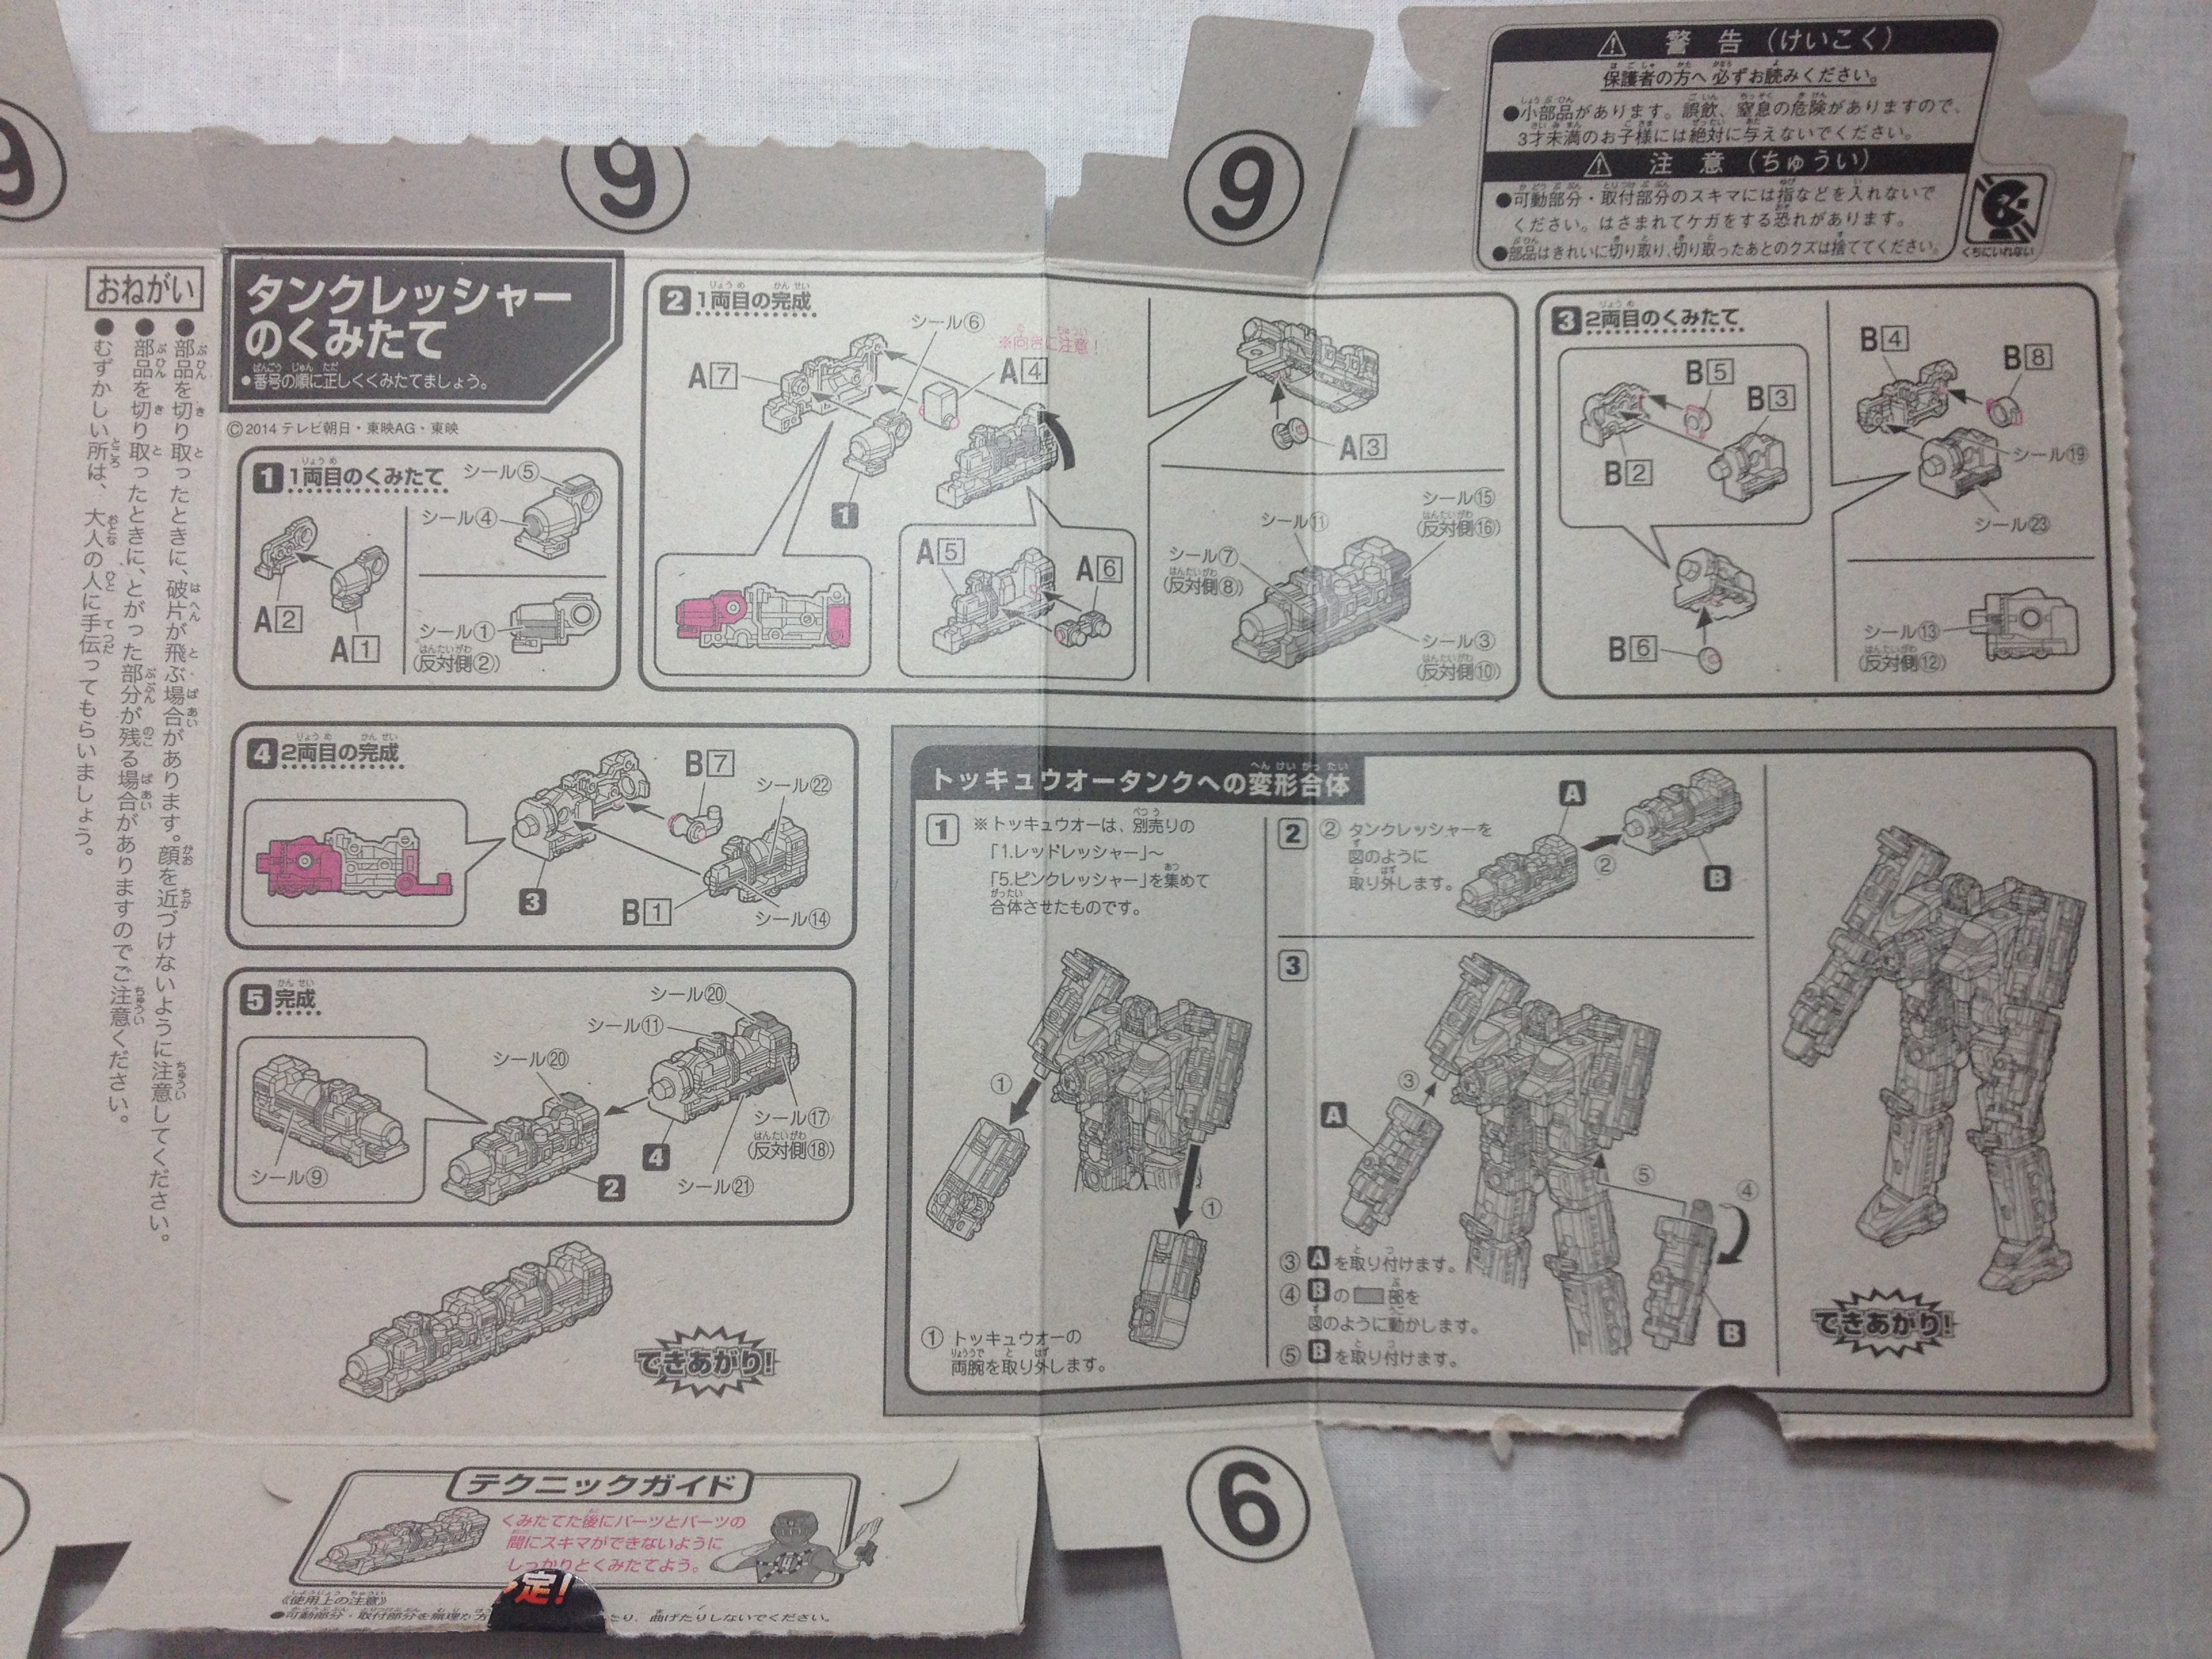 9
9
9
警告（けいこく）
保護者の方へ 必ずお読みください。
●小部品があります。誤飲、窒息の危険がありますので、
3才未満のお子様には絶対に与えないでください。
注意（ちゅうい）
●可動部分・取付部分のスキマには指などを入れないで
ください。はさまれてケガをする恐れがあります。
●部品はきれいに切り取り、切り取ったあとのクズは捨ててください。
くちにいれない
おねがい
●部品を切り取ったときに、破片が飛ぶ場合があります。顔を近づけないように注意してください。
●部品を切り取ったときに、とがった部分が残る場合がありますのでご注意ください。
●むずかしい所は、大人の人に手伝ってもらいましょう。
タンクレッシャー
のくみたて
●番号の順に正しくくみたてましょう。
©2014 テレビ朝日・東映AG・東映
1 1両目のくみたて
シール⑤
シール④
A2
A1
シール①
(反対側②)
2 1両目の完成
シール⑥
※向きに注意！
A7
A4
1
A5
A6
A3
シール⑮
(反対側⑯)
シール⑪
シール⑦
(反対側⑧)
シール③
(反対側⑩)
3 2両目のくみたて
B5
B3
B2
B6
B4
B8
シール⑲
シール㉓
シール⑬
(反対側⑫)
4 2両目の完成
B7
シール㉒
3
B1
シール⑭
5 完成
シール⑳
シール⑪
シール⑳
シール⑨
シール⑰
(反対側⑱)
4
2
シール㉑
できあがり！
トッキュウオータンクへの変形合体
1 ※トッキュウオーは、別売りの
「1.レッドレッシャー」～
「5.ピンクレッシャー」を集めて
合体させたものです。
①
①
① トッキュウオーの
両腕を取り外します。
2 ② タンクレッシャーを
図のように
取り外します。
A
②
B
3
③
A
⑤
④
B
③ Aを取り付けます。
④ Bの 部を
図のように動かします。
⑤ Bを取り付けます。
できあがり！
テクニックガイド
くみたてた後にパーツとパーツの
間にスキマができないように
しっかりとくみたてよう。
定！
《使用上の注意》
●可動部分・取付部分を無理な方 たり、曲げたりしないでください。
6